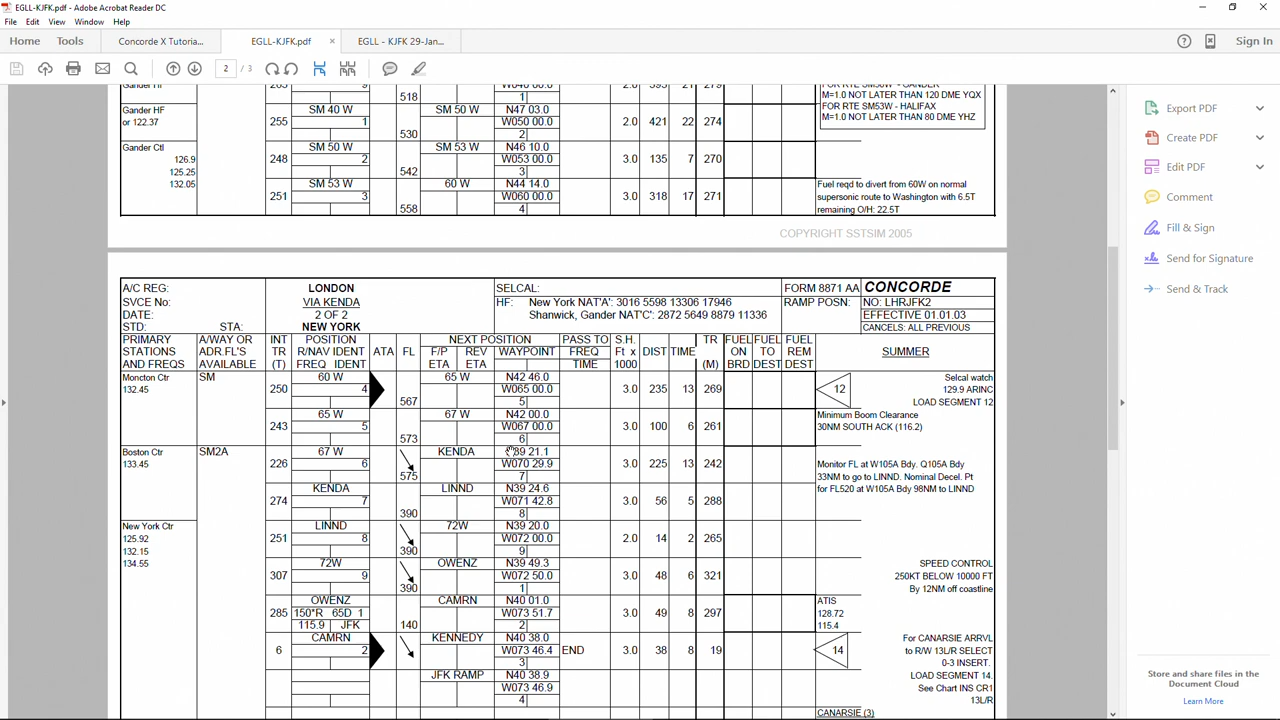 EGLL-KJFK.pdf - Adobe Acrobat Reader DC
File Edit View Window Help
Home Tools Concorde X Tutoria... EGLL-KJFK.pdf × EGLL - KJFK 29-Jan... Sign In
2 / 3
Gander HF 518 W040 00.0 1 M=1.0 NOT LATER THAN 120 DME YQX
FOR RTE SM53W - HALIFAX
M=1.0 NOT LATER THAN 80 DME YHZ
Gander HF SM 40 W SM 50 W N47 03.0
or 122.37 255 1 W050 00.0 2.0 421 22 274
530 2
Gander Ctl SM 50 W SM 53 W N46 10.0
126.9 248 2 W053 00.0 3.0 135 7 270
125.25 542 3
132.05 SM 53 W 60 W N44 14.0 Fuel reqd to divert from 60W on normal
251 3 W060 00.0 3.0 318 17 271 supersonic route to Washington with 6.5T
558 4 remaining O/H: 22.5T
COPYRIGHT SSTSIM 2005
A/C REG: LONDON SELCAL: FORM 8871 AA CONCORDE
SVCE No: VIA KENDA HF: New York NAT'A': 3016 5598 13306 17946 RAMP POSN: NO: LHRJFK2
DATE: 2 OF 2 Shanwick, Gander NAT'C': 2872 5649 8879 11336 EFFECTIVE 01.01.03
STD: STA: NEW YORK CANCELS: ALL PREVIOUS
PRIMARY A/WAY OR INT POSITION NEXT POSITION PASS TO S.H. TR FUEL FUEL FUEL
STATIONS ADR.FL'S TR R/NAV IDENT ATA FL F/P REV WAYPOINT FREQ Ft x DIST TIME ON TO REM SUMMER
AND FREQS AVAILABLE (T) FREQ IDENT ETA ETA TIME 1000 (M) BRD DEST DEST
Moncton Ctr SM 60 W 65 W N42 46.0 Selcal watch
132.45 250 4 W065 00.0 3.0 235 13 269 12 129.9 ARINC
567 5 LOAD SEGMENT 12
65 W 67 W N42 00.0 Minimum Boom Clearance
243 5 W067 00.0 3.0 100 6 261 30NM SOUTH ACK (116.2)
573 6
Boston Ctr SM2A 67 W KENDA 39 21.1
133.45 226 6 W070 29.9 3.0 225 13 242 Monitor FL at W105A Bdy. Q105A Bdy
575 7 33NM to go to LINND. Nominal Decel. Pt
KENDA LINND N39 24.6 for FL520 at W105A Bdy 98NM to LINND
274 7 W071 42.8 3.0 56 5 288
390 8
New York Ctr LINND 72W N39 20.0
125.92 251 8 W072 00.0 2.0 14 2 265
132.15 390 9
134.55 72W OWENZ N39 49.3 SPEED CONTROL
307 9 W072 50.0 3.0 48 6 321 250KT BELOW 10000 FT
390 1 By 12NM off coastline
OWENZ CAMRN N40 01.0 ATIS
285 150°R 65D 1 W073 51.7 3.0 49 8 297 128.72
115.9 JFK 140 2 115.4
CAMRN KENNEDY N40 38.0 For CANARSIE ARRVL
6 2 W073 46.4 END 3.0 38 8 19 14 to R/W 13L/R SELECT
3 0-3 INSERT.
JFK RAMP N40 38.9 LOAD SEGMENT 14.
W073 46.9 See Chart INS CR1
4 13L/R
CANARSIE (3)
Export PDF
Create PDF
Edit PDF
Comment
Fill & Sign
Send for Signature
Send & Track
Store and share files in the
Document Cloud
Learn More